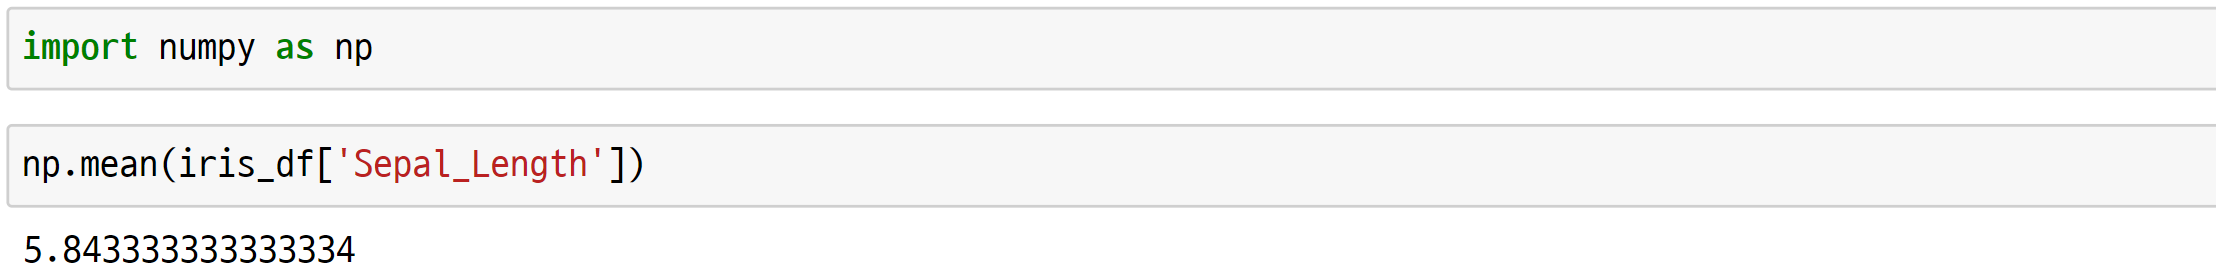 import numpy as np
np.mean(iris_df['Sepal_Length'])
5.843333333333334